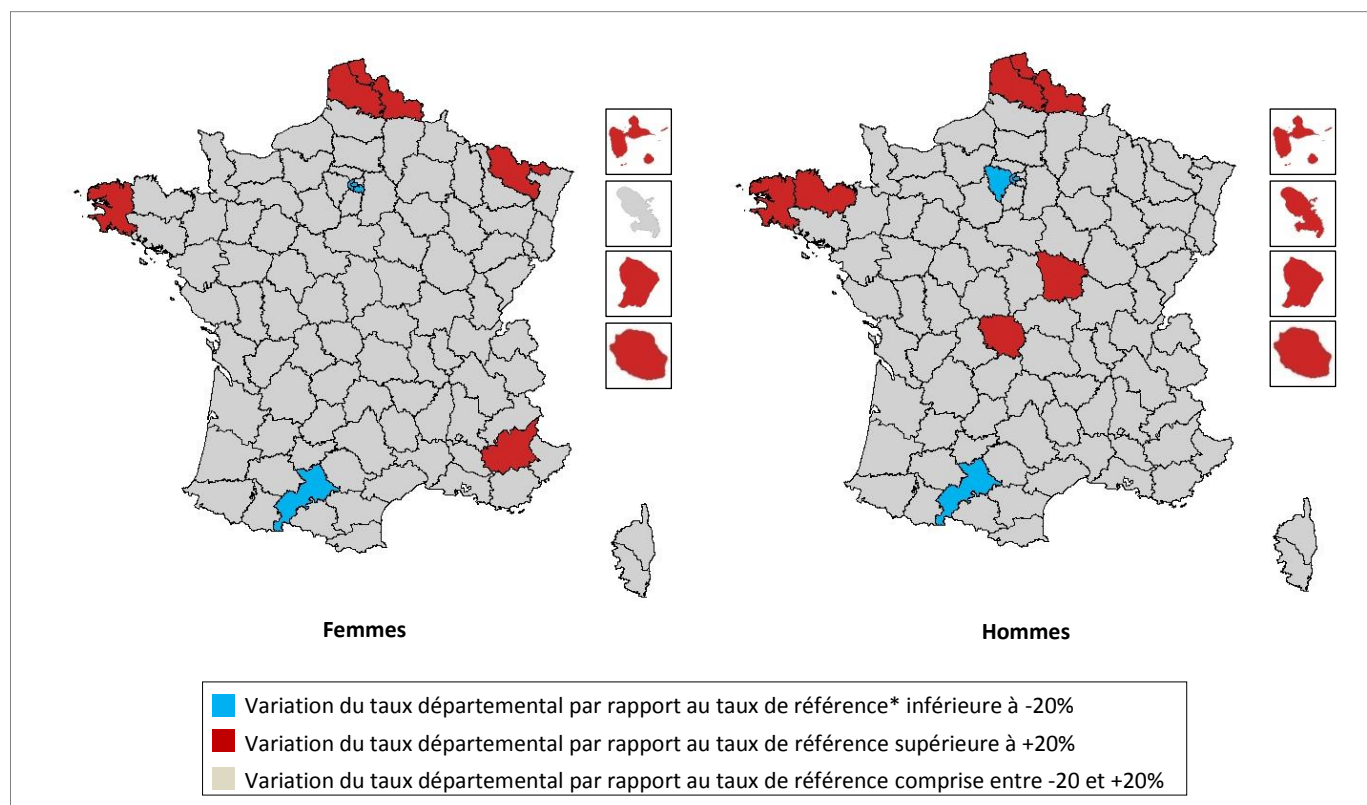 Femmes
Hommes
Variation du taux départemental par rapport au taux de référence* inférieure à -20%
Variation du taux départemental par rapport au taux de référence supérieure à +20%
Variation du taux départemental par rapport au taux de référence comprise entre -20 et +20%